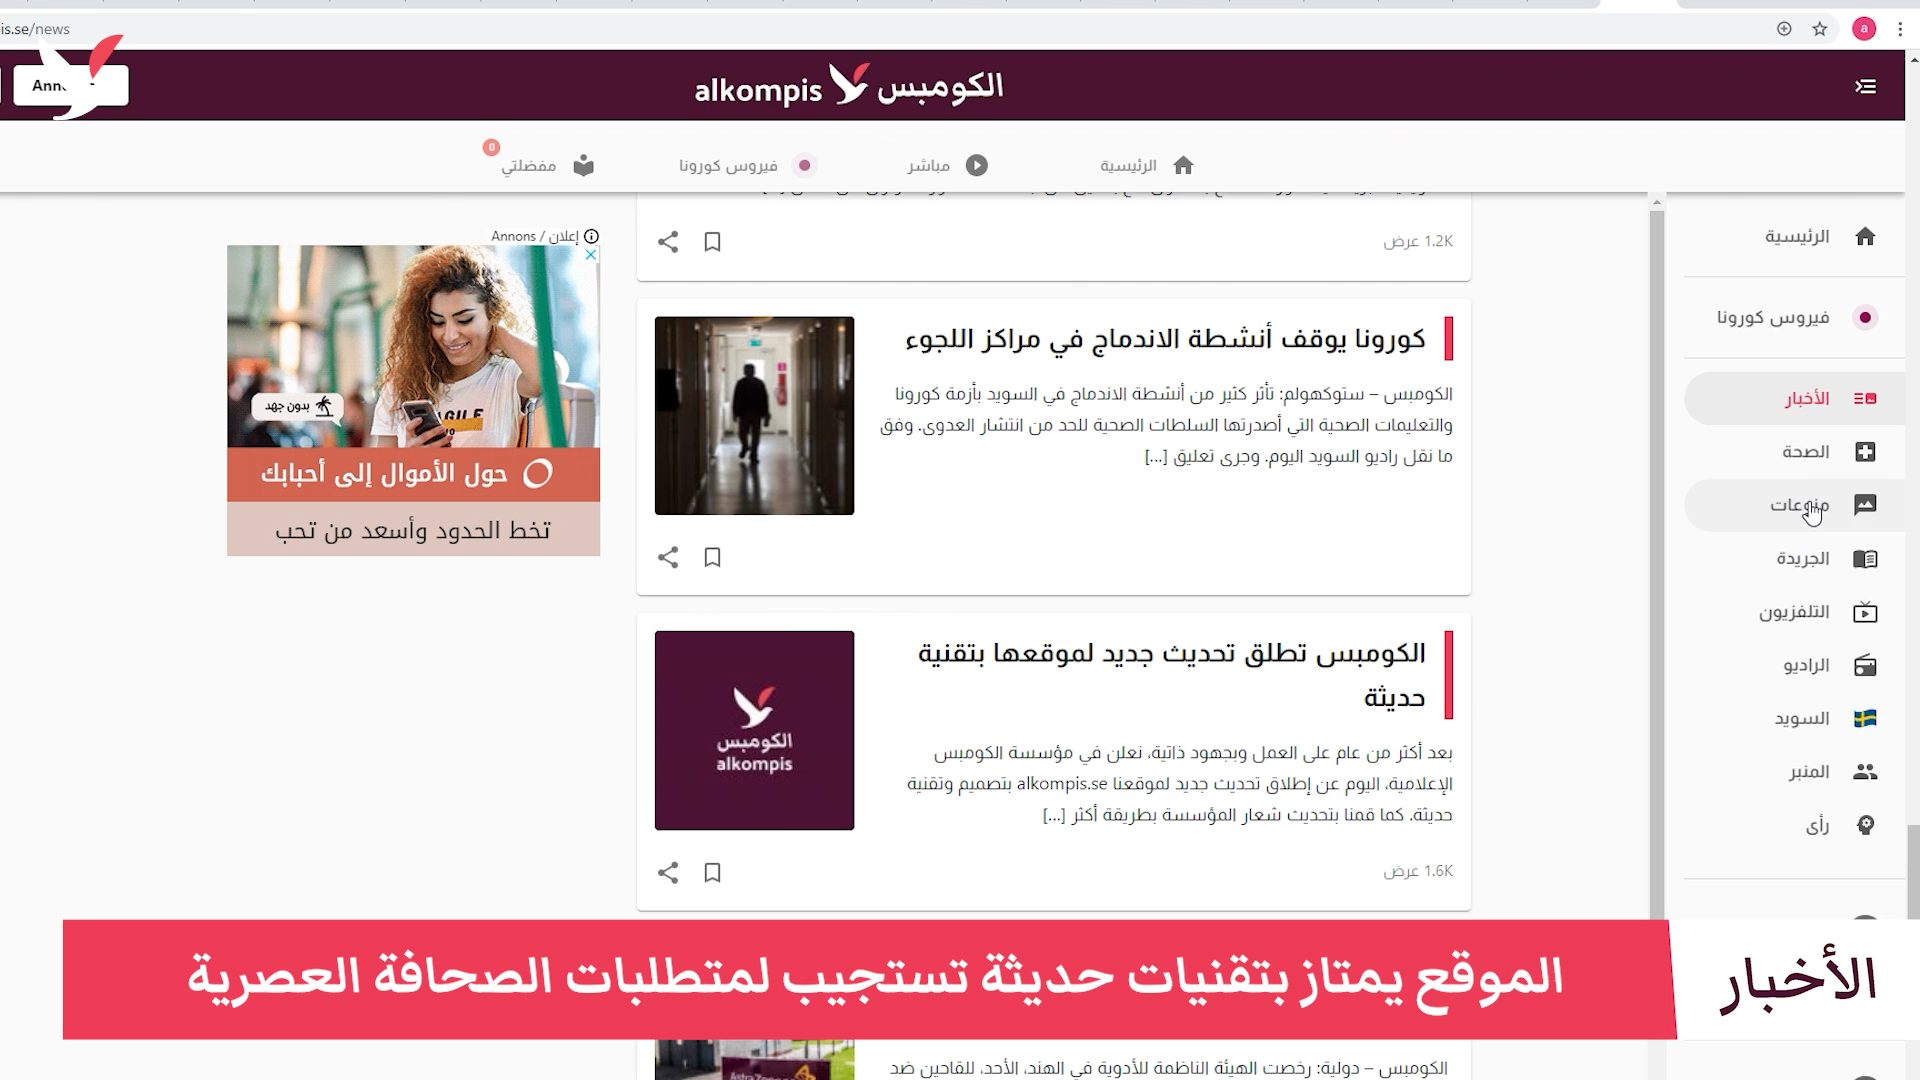 is.se/news
a
alkompis الكومبس
الرئيسية
مباشر
فيروس كورونا
مفضلتي
0
إعلان / Annons
بدون جهد
حول الأموال إلى أحبابك
تخط الحدود وأسعد من تحب
1.2K عرض
كورونا يوقف أنشطة الاندماج في مراكز اللجوء
الكومبس – ستوكهولم: تأثر كثير من أنشطة الاندماج في السويد بأزمة كورونا
والتعليمات الصحية التي أصدرتها السلطات الصحية للحد من انتشار العدوى. وفق
ما نقل راديو السويد اليوم. وجرى تعليق [...]
الكومبس تطلق تحديث جديد لموقعها بتقنية
حديثة
الكومبس
alkompis
بعد أكثر من عام على العمل وبجهود ذاتية، نعلن في مؤسسة الكومبس
الإعلامية، اليوم عن إطلاق تحديث جديد لموقعنا alkompis.se بتصميم وتقنية
حديثة. كما قمنا بتحديث شعار المؤسسة بطريقة أكثر [...]
1.6K عرض
الرئيسية
فيروس كورونا
الأخبار
الصحة
منوعات
الجريدة
التلفزيون
الراديو
السويد
المنبر
رأى
الأخبار
الموقع يمتاز بتقنيات حديثة تستجيب لمتطلبات الصحافة العصرية
الكومبس – دولية: رخصت الهيئة الناظمة للأدوية في الهند، الأحد، للقاحين ضد